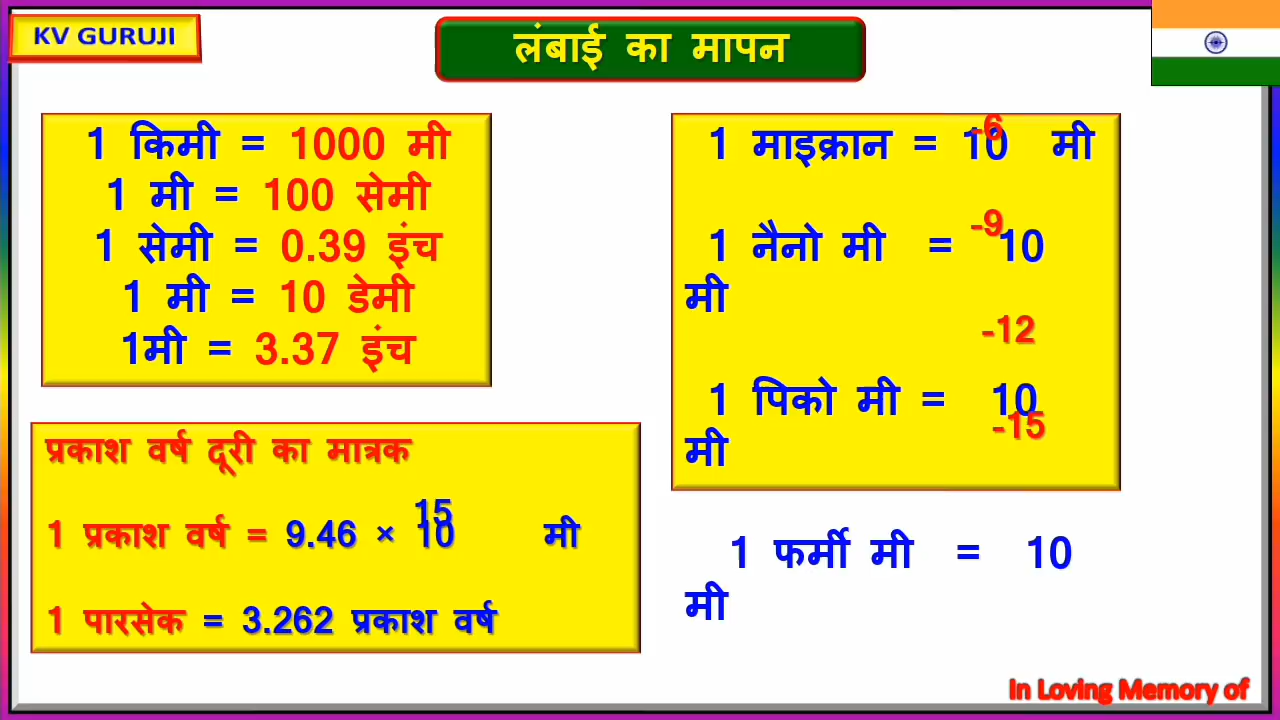 KV GURUJI
लंबाई का मापन
1 किमी = 1000 मी
1 मी = 100 सेमी
1 सेमी = 0.39 इंच
1 मी = 10 डेमी
1मी = 3.37 इंच
प्रकाश वर्ष दूरी का मात्रक
15
1 प्रकाश वर्ष = 9.46 × 10 मी
1 पारसेक = 3.262 प्रकाश वर्ष
-6
1 माइक्रान = 10 मी
-9
1 नैनो मी = 10
मी
-12
1 पिको मी = 10
-15
मी
1 फर्मी मी = 10
मी
In Loving Memory of